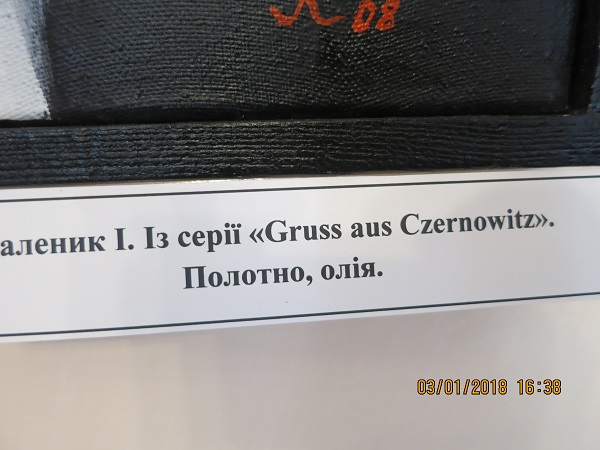 К 08
аленик І. Із серії «Gruss aus Czernowitz».
Полотно, олія.
03/01/2018 16:38